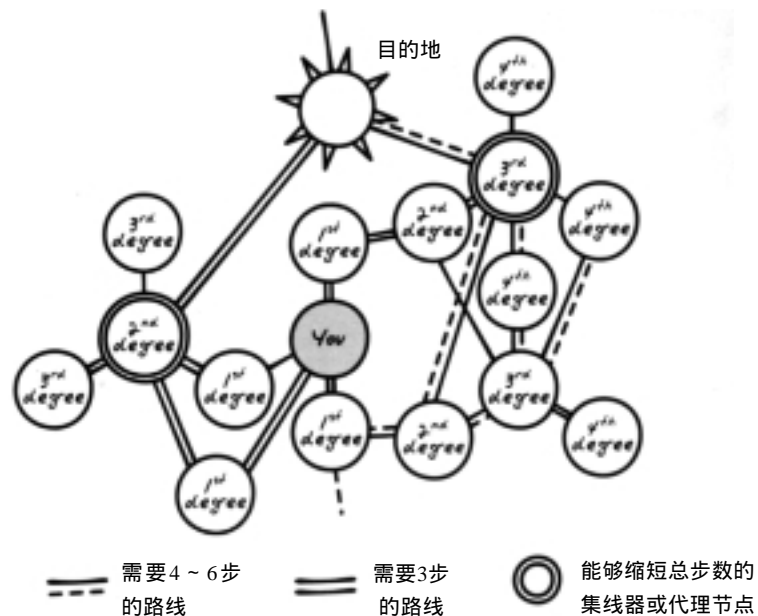 目的地
4th
degree
3rd
degree
3rd
degree
1st
degree
2nd
degree
4th
degree
4th
degree
2nd
degree
You
3rd
degree
1st
degree
3rd
degree
1st
degree
2nd
degree
4th
degree
1st
degree
需要4 ~ 6步
的路线
需要3步
的路线
能够缩短总步数的
集线器或代理节点